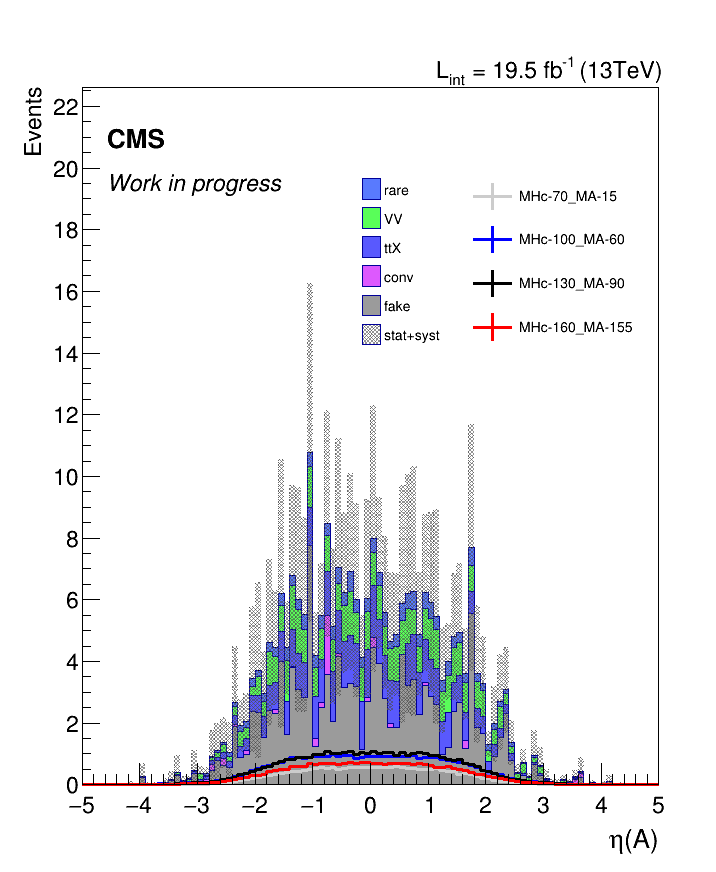 L_int = 19.5 fb^-1 (13TeV)
Events
22
20
18
16
14
12
10
8
6
4
2
0
CMS
Work in progress
rare
VV
ttX
conv
fake
stat+syst
MHc-70_MA-15
MHc-100_MA-60
MHc-130_MA-90
MHc-160_MA-155
−5 −4 −3 −2 −1 0 1 2 3 4 5
η(A)